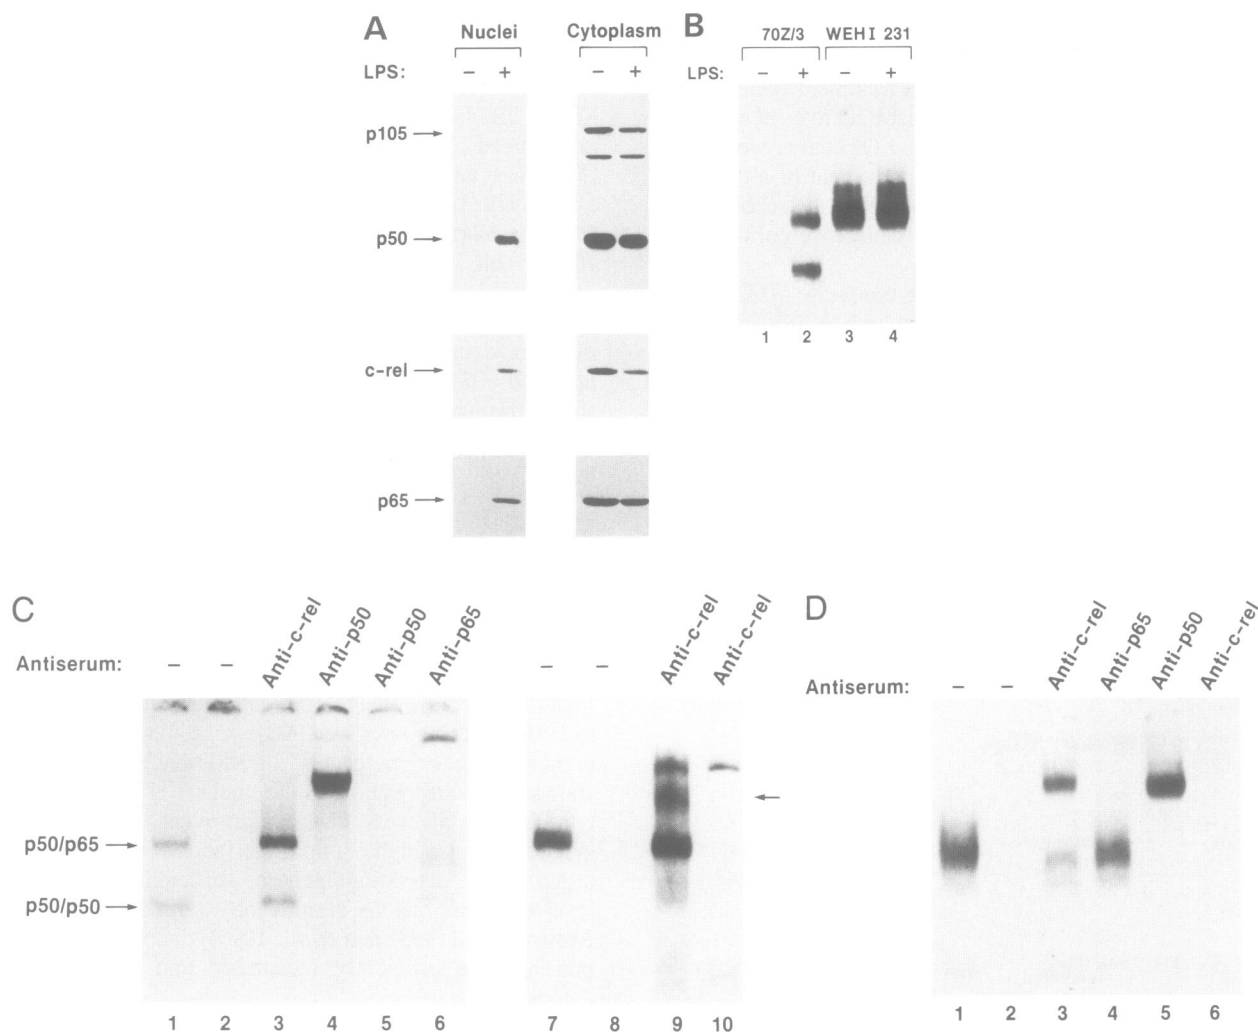 A
Nuclei Cytoplasm
LPS: − + − +
p105
p50
c-rel
p65
B
70Z/3 WEHI 231
LPS: − + − +
1 2 3 4
C
Antiserum: − − Anti-c-rel Anti-p50 Anti-p50 Anti-p65 − − Anti-c-rel Anti-c-rel
p50/p65
p50/p50
1 2 3 4 5 6 7 8 9 10
D
Antiserum: − − Anti-c-rel Anti-p65 Anti-p50 Anti-c-rel
1 2 3 4 5 6